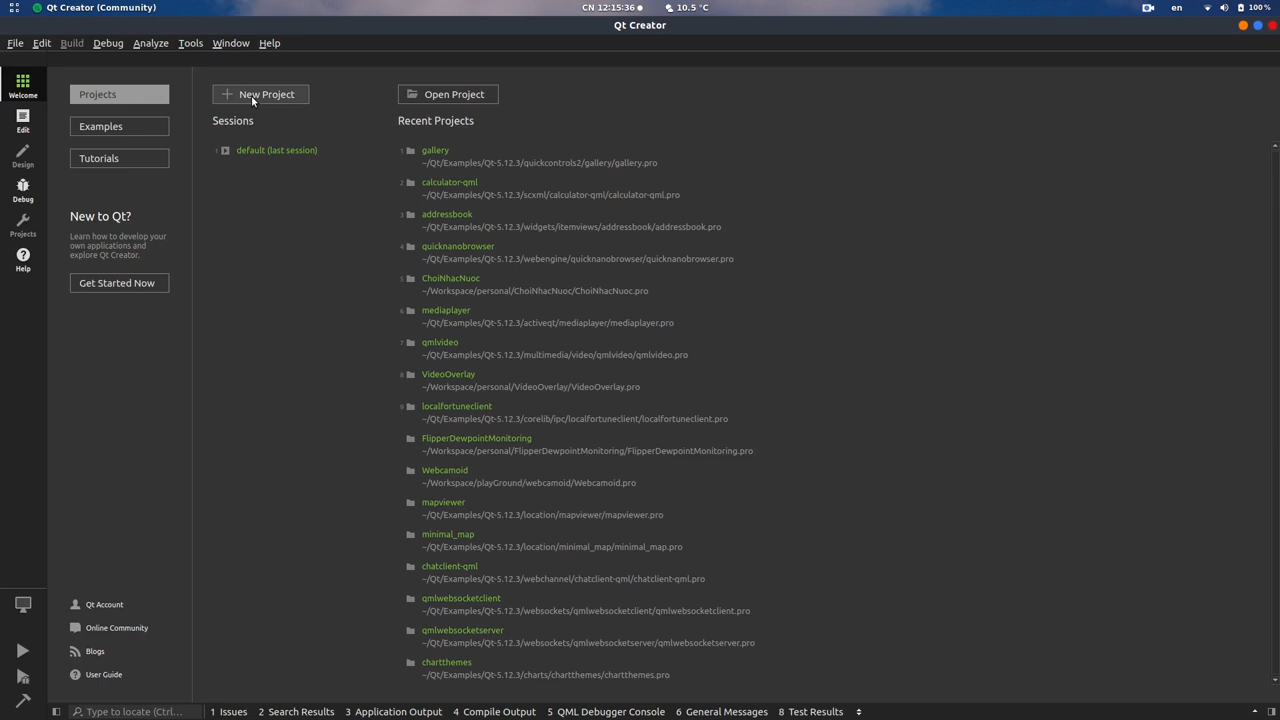 Qt Creator (Community)
CN 12:15:36
10.5 °C
en
100%
Qt Creator
File Edit Build Debug Analyze Tools Window Help
Welcome
Edit
Design
Debug
Projects
Help
Projects
Examples
Tutorials
New to Qt?
Learn how to develop your
own applications and
explore Qt Creator.
Get Started Now
Qt Account
Online Community
Blogs
User Guide
New Project
Sessions
1 default (last session)
Open Project
Recent Projects
1 gallery
~/Qt/Examples/Qt-5.12.3/quickcontrols2/gallery/gallery.pro
2 calculator-qml
~/Qt/Examples/Qt-5.12.3/scxml/calculator-qml/calculator-qml.pro
3 addressbook
~/Qt/Examples/Qt-5.12.3/widgets/itemviews/addressbook/addressbook.pro
4 quicknanobrowser
~/Qt/Examples/Qt-5.12.3/webengine/quicknanobrowser/quicknanobrowser.pro
5 ChoiNhacNuoc
~/Workspace/personal/ChoiNhacNuoc/ChoiNhacNuoc.pro
6 mediaplayer
~/Qt/Examples/Qt-5.12.3/activeqt/mediaplayer/mediaplayer.pro
7 qmlvideo
~/Qt/Examples/Qt-5.12.3/multimedia/video/qmlvideo/qmlvideo.pro
8 VideoOverlay
~/Workspace/personal/VideoOverlay/VideoOverlay.pro
9 localfortuneclient
~/Qt/Examples/Qt-5.12.3/corelib/ipc/localfortuneclient/localfortuneclient.pro
FlipperDewpointMonitoring
~/Workspace/personal/FlipperDewpointMonitoring/FlipperDewpointMonitoring.pro
Webcamoid
~/Workspace/playGround/webcamoid/Webcamoid.pro
mapviewer
~/Qt/Examples/Qt-5.12.3/location/mapviewer/mapviewer.pro
minimal_map
~/Qt/Examples/Qt-5.12.3/location/minimal_map/minimal_map.pro
chatclient-qml
~/Qt/Examples/Qt-5.12.3/webchannel/chatclient-qml/chatclient-qml.pro
qmlwebsocketclient
~/Qt/Examples/Qt-5.12.3/websockets/qmlwebsocketclient/qmlwebsocketclient.pro
qmlwebsocketserver
~/Qt/Examples/Qt-5.12.3/websockets/qmlwebsocketserver/qmlwebsocketserver.pro
chartthemes
~/Qt/Examples/Qt-5.12.3/charts/chartthemes/chartthemes.pro
Type to locate (Ctrl... 1 Issues 2 Search Results 3 Application Output 4 Compile Output 5 QML Debugger Console 6 General Messages 8 Test Results